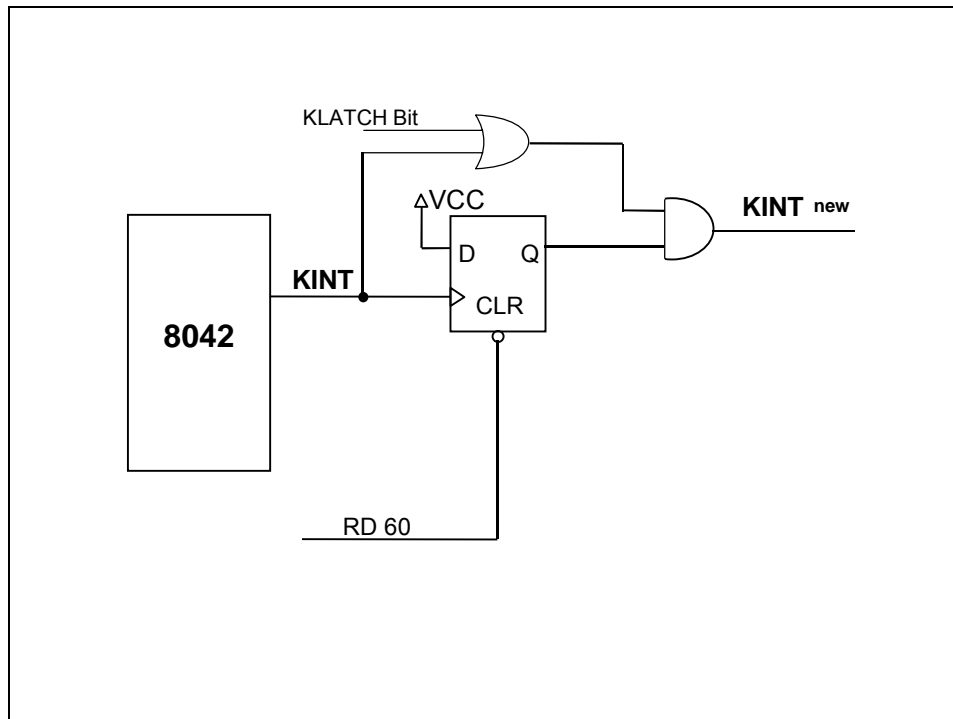 KLATCH Bit
VCC
KINT new
D Q
KINT
CLR
8042
RD 60